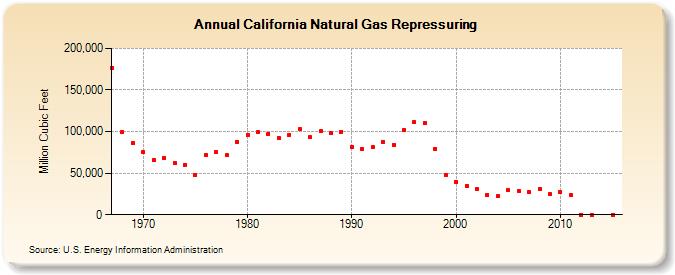 Annual California Natural Gas Repressuring
Million Cubic Feet
200,000
150,000
100,000
50,000
0
1970 1980 1990 2000 2010
Source: U.S. Energy Information Administration